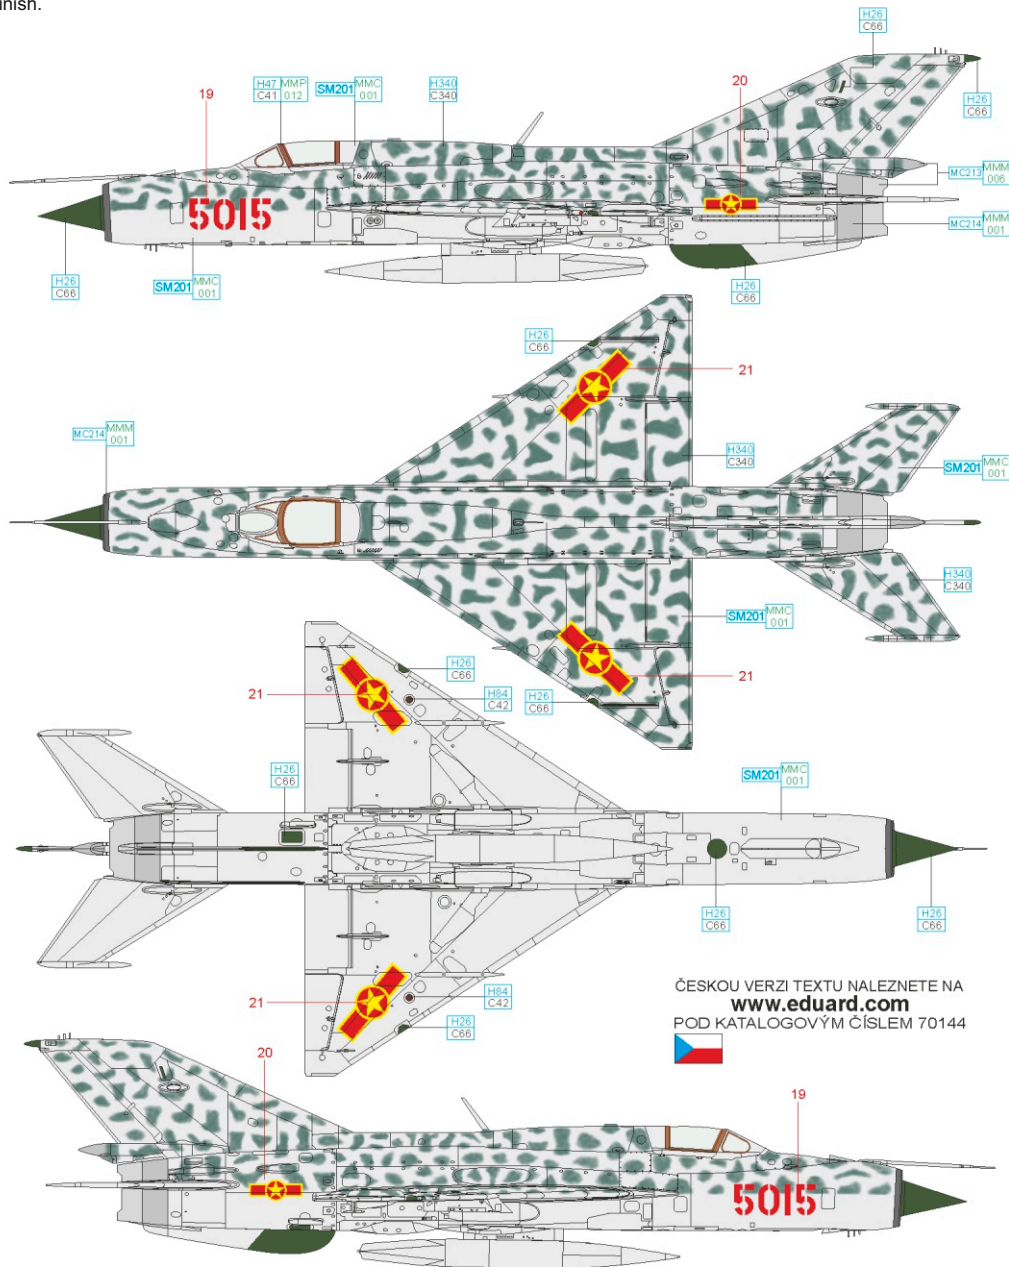 inish.
H26
C66
H47 MMP
C41 012
SM201 MMC
001
H340
C340
19
20
H26
C66
MC213 MMM
006
5015
MC214 MMM
001
H26
C66
SM201 MMC
001
H26
C66
H26
C66
21
MC214 MMM
001
H340
C340
SM201 MMC
001
H340
C340
SM201 MMC
001
21
H26
C66
21
H84
C42
H26
C66
H26
C66
SM201 MMC
001
H26
C66
H26
C66
21
H84
C42
H26
C66
ČESKOU VERZI TEXTU NALEZNETE NA
www.eduard.com
POD KATALOGOVÝM ČÍSLEM 70144
20
19
5015